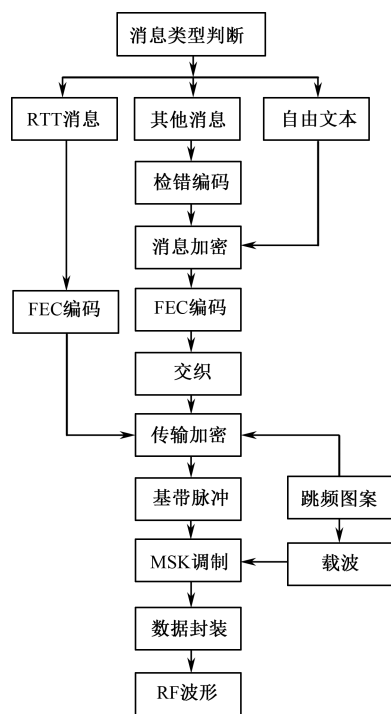 消息类型判断
RTT消息
其他消息
自由文本
检错编码
消息加密
FEC编码
FEC编码
交织
传输加密
基带脉冲
跳频图案
MSK调制
载波
数据封装
RF波形